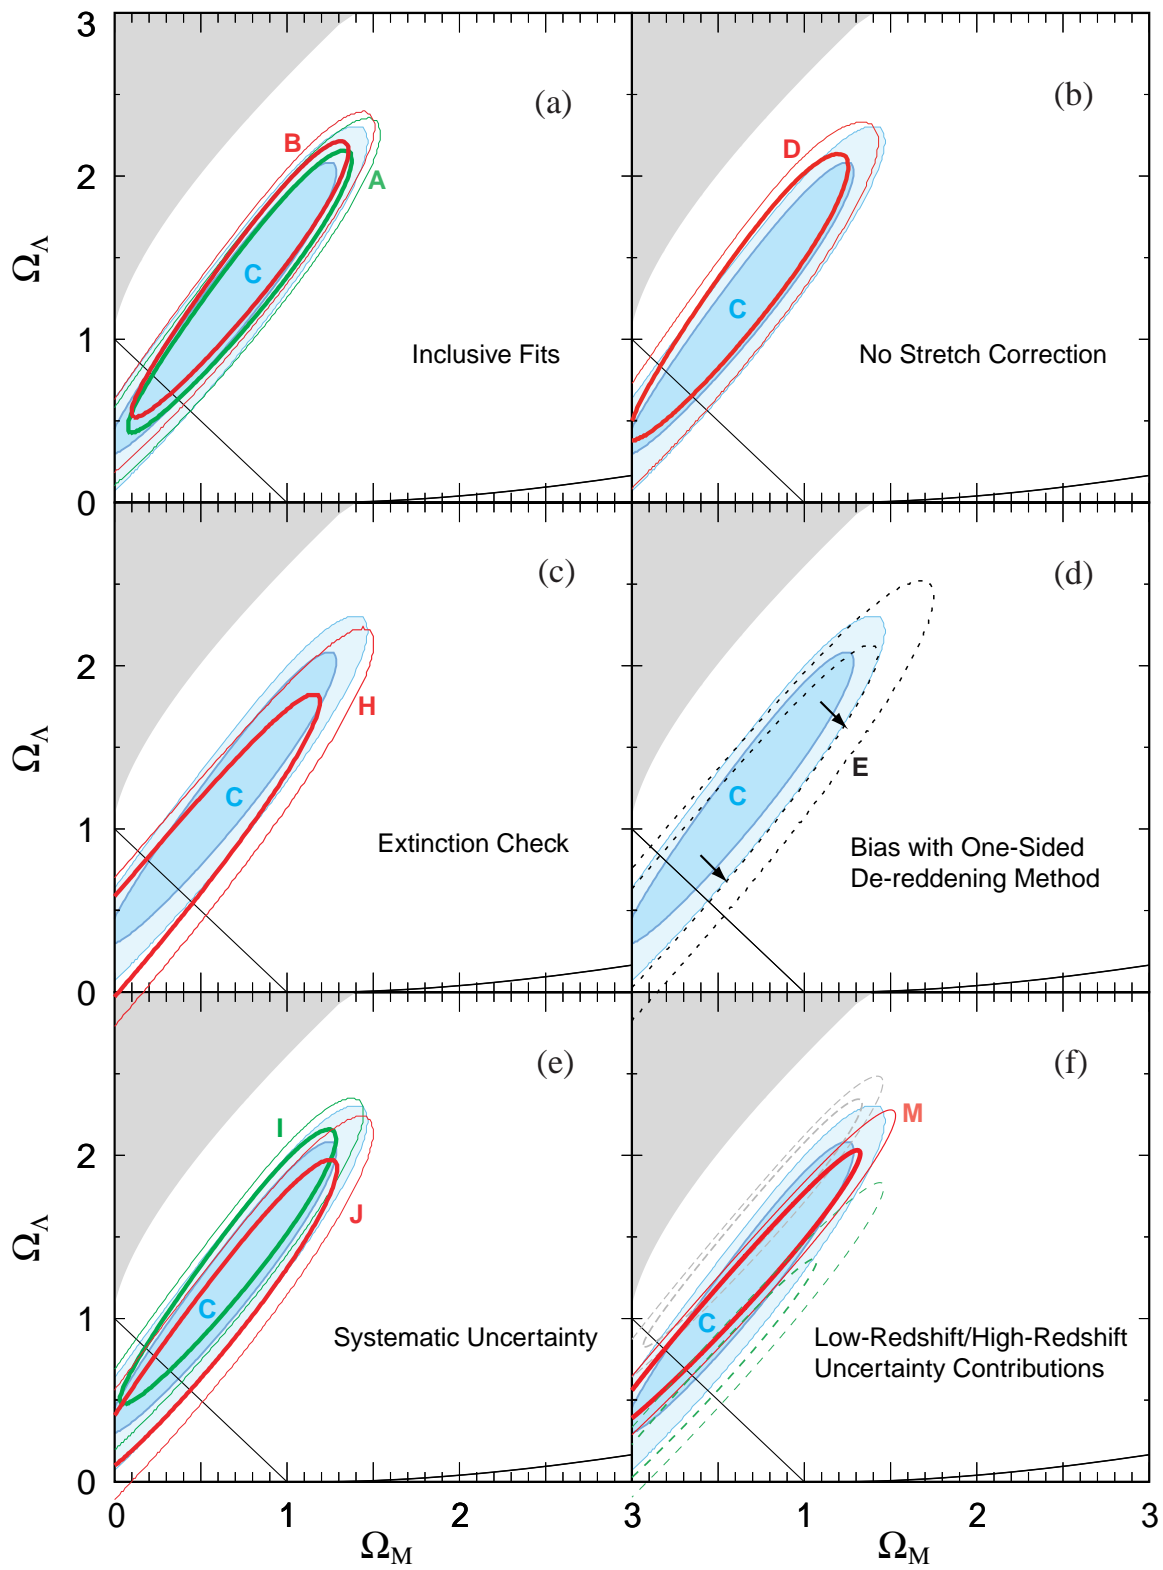 3
2
1
0
Ω_Λ
(a)
B
A
C
Inclusive Fits
(b)
D
C
No Stretch Correction
2
1
0
Ω_Λ
(c)
H
C
Extinction Check
(d)
E
C
Bias with One-Sided
De-reddening Method
2
1
0
Ω_Λ
(e)
I
J
C
Systematic Uncertainty
(f)
M
C
Low-Redshift/High-Redshift
Uncertainty Contributions
0 1 2 3 1 2 3
Ω_M Ω_M